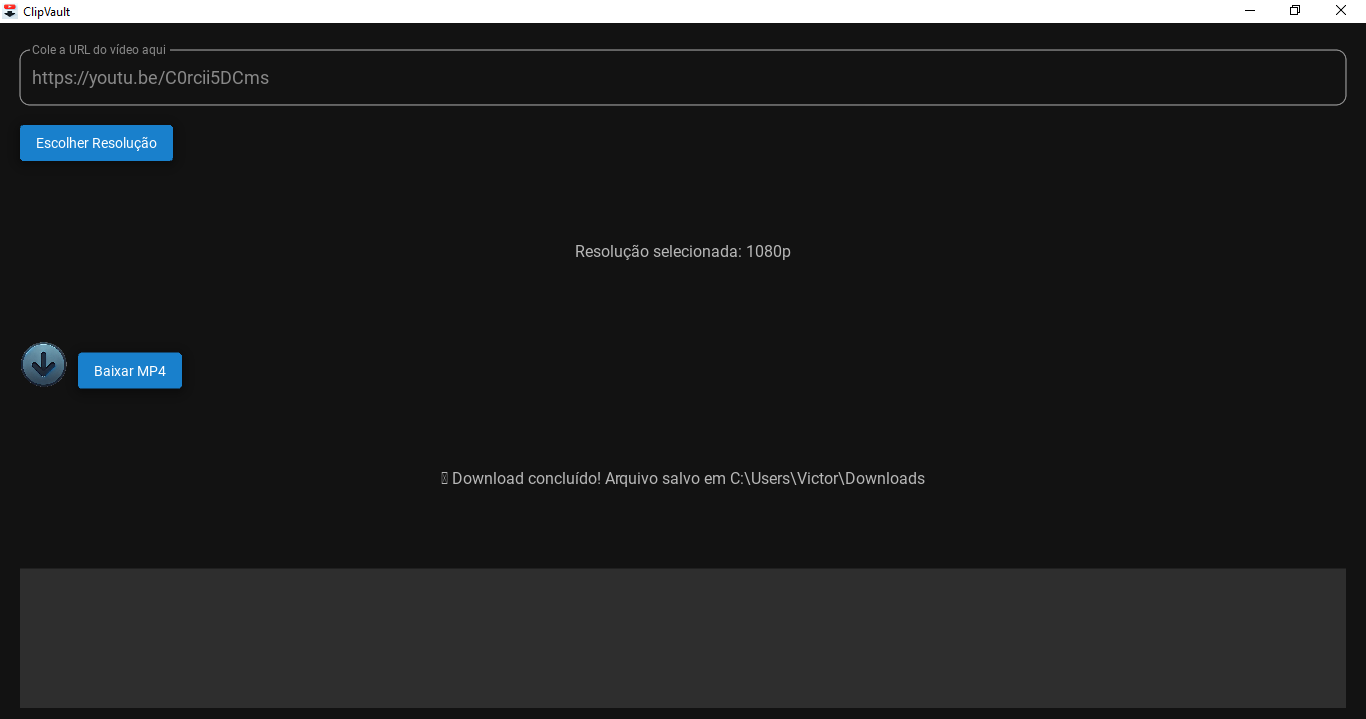 ClipVault
Cole a URL do vídeo aqui
https://youtu.be/C0rcii5DCms
Escolher Resolução
Resolução selecionada: 1080p
Baixar MP4
Download concluído! Arquivo salvo em C:\Users\Victor\Downloads